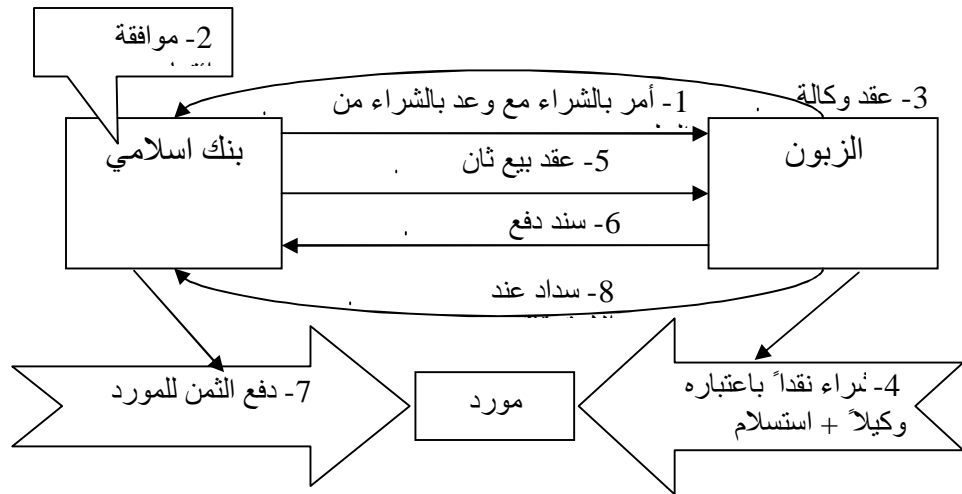 2- موافقة
3- عقد وكالة
1- أمر بالشراء مع وعد بالشراء من
بنك اسلامي
الزبون
5- عقد بيع ثان
6- سند دفع
8- سداد عند
7- دفع الثمن للمورد
مورد
4- شراء نقداً باعتباره
وكيلاً + استسلام